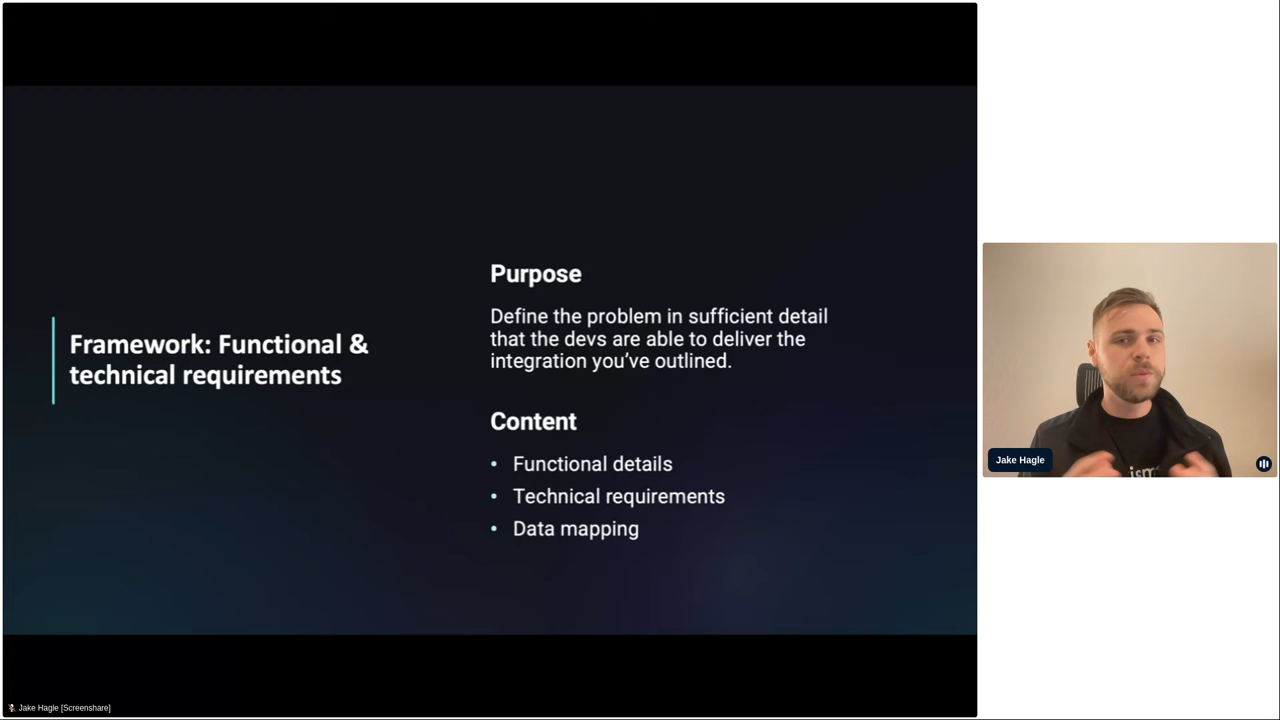 Framework: Functional &
technical requirements
Purpose
Define the problem in sufficient detail
that the devs are able to deliver the
integration you’ve outlined.
Content
• Functional details
• Technical requirements
• Data mapping
Jake Hagle
Jake Hagle [Screenshare]